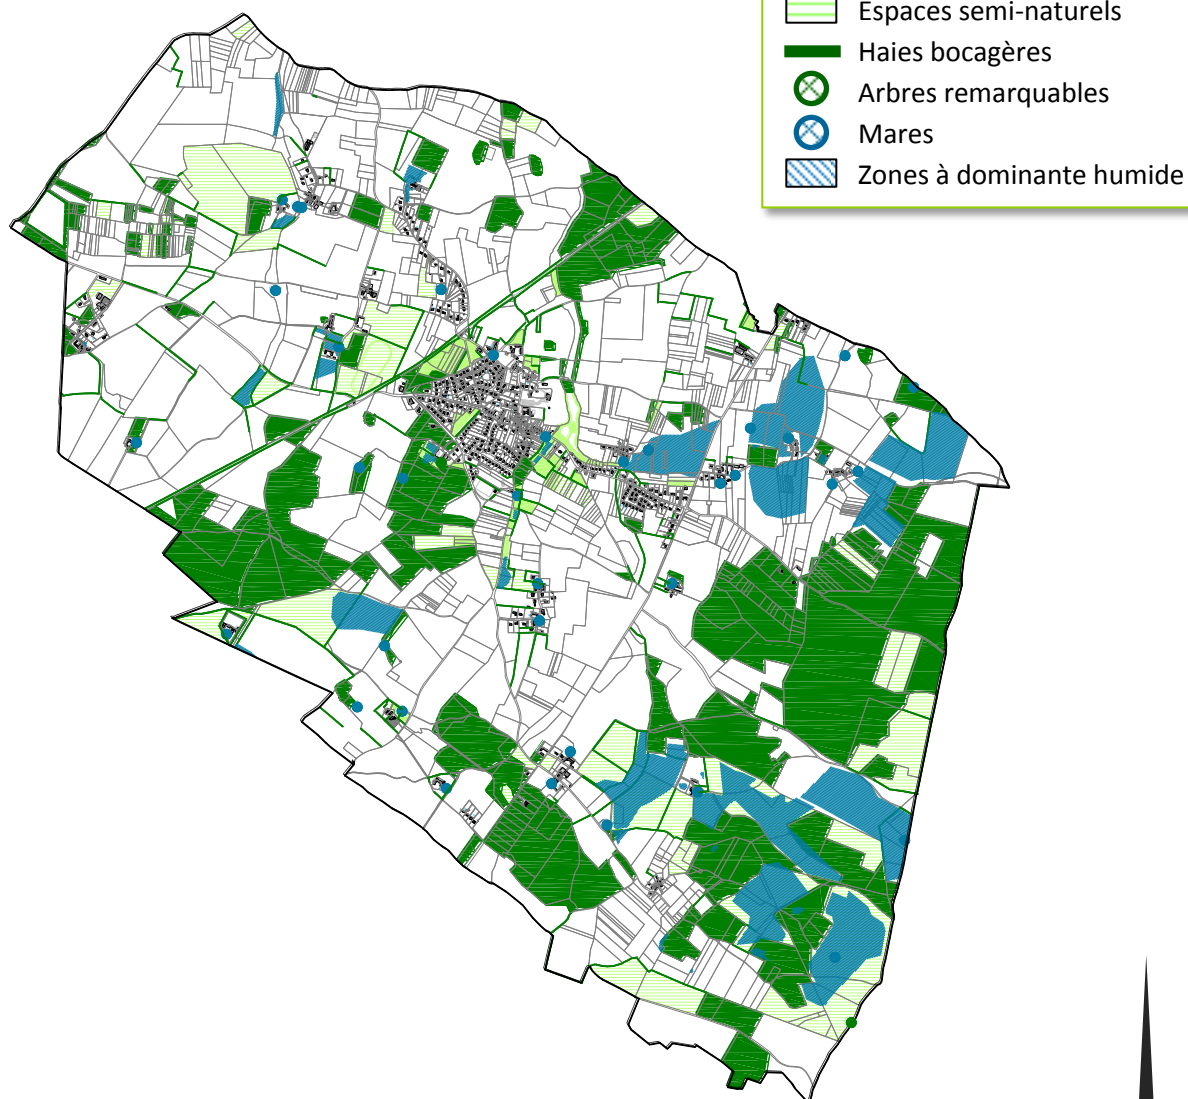 Espaces semi-naturels
Haies bocagères
Arbres remarquables
Mares
Zones à dominante humide